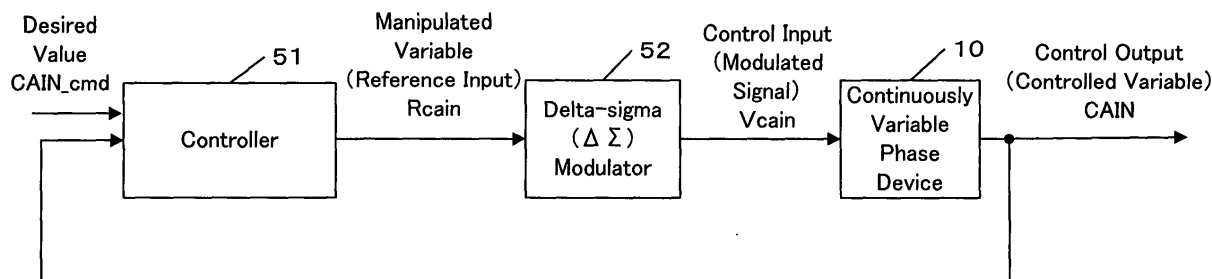 Desired
Value
CAIN_cmd
51
Controller
Manipulated
Variable
(Reference Input)
Rcain
52
Delta-sigma
(Δ Σ)
Modulator
Control Input
(Modulated
Signal)
Vcain
10
Continuously
Variable
Phase
Device
Control Output
(Controlled Variable)
CAIN